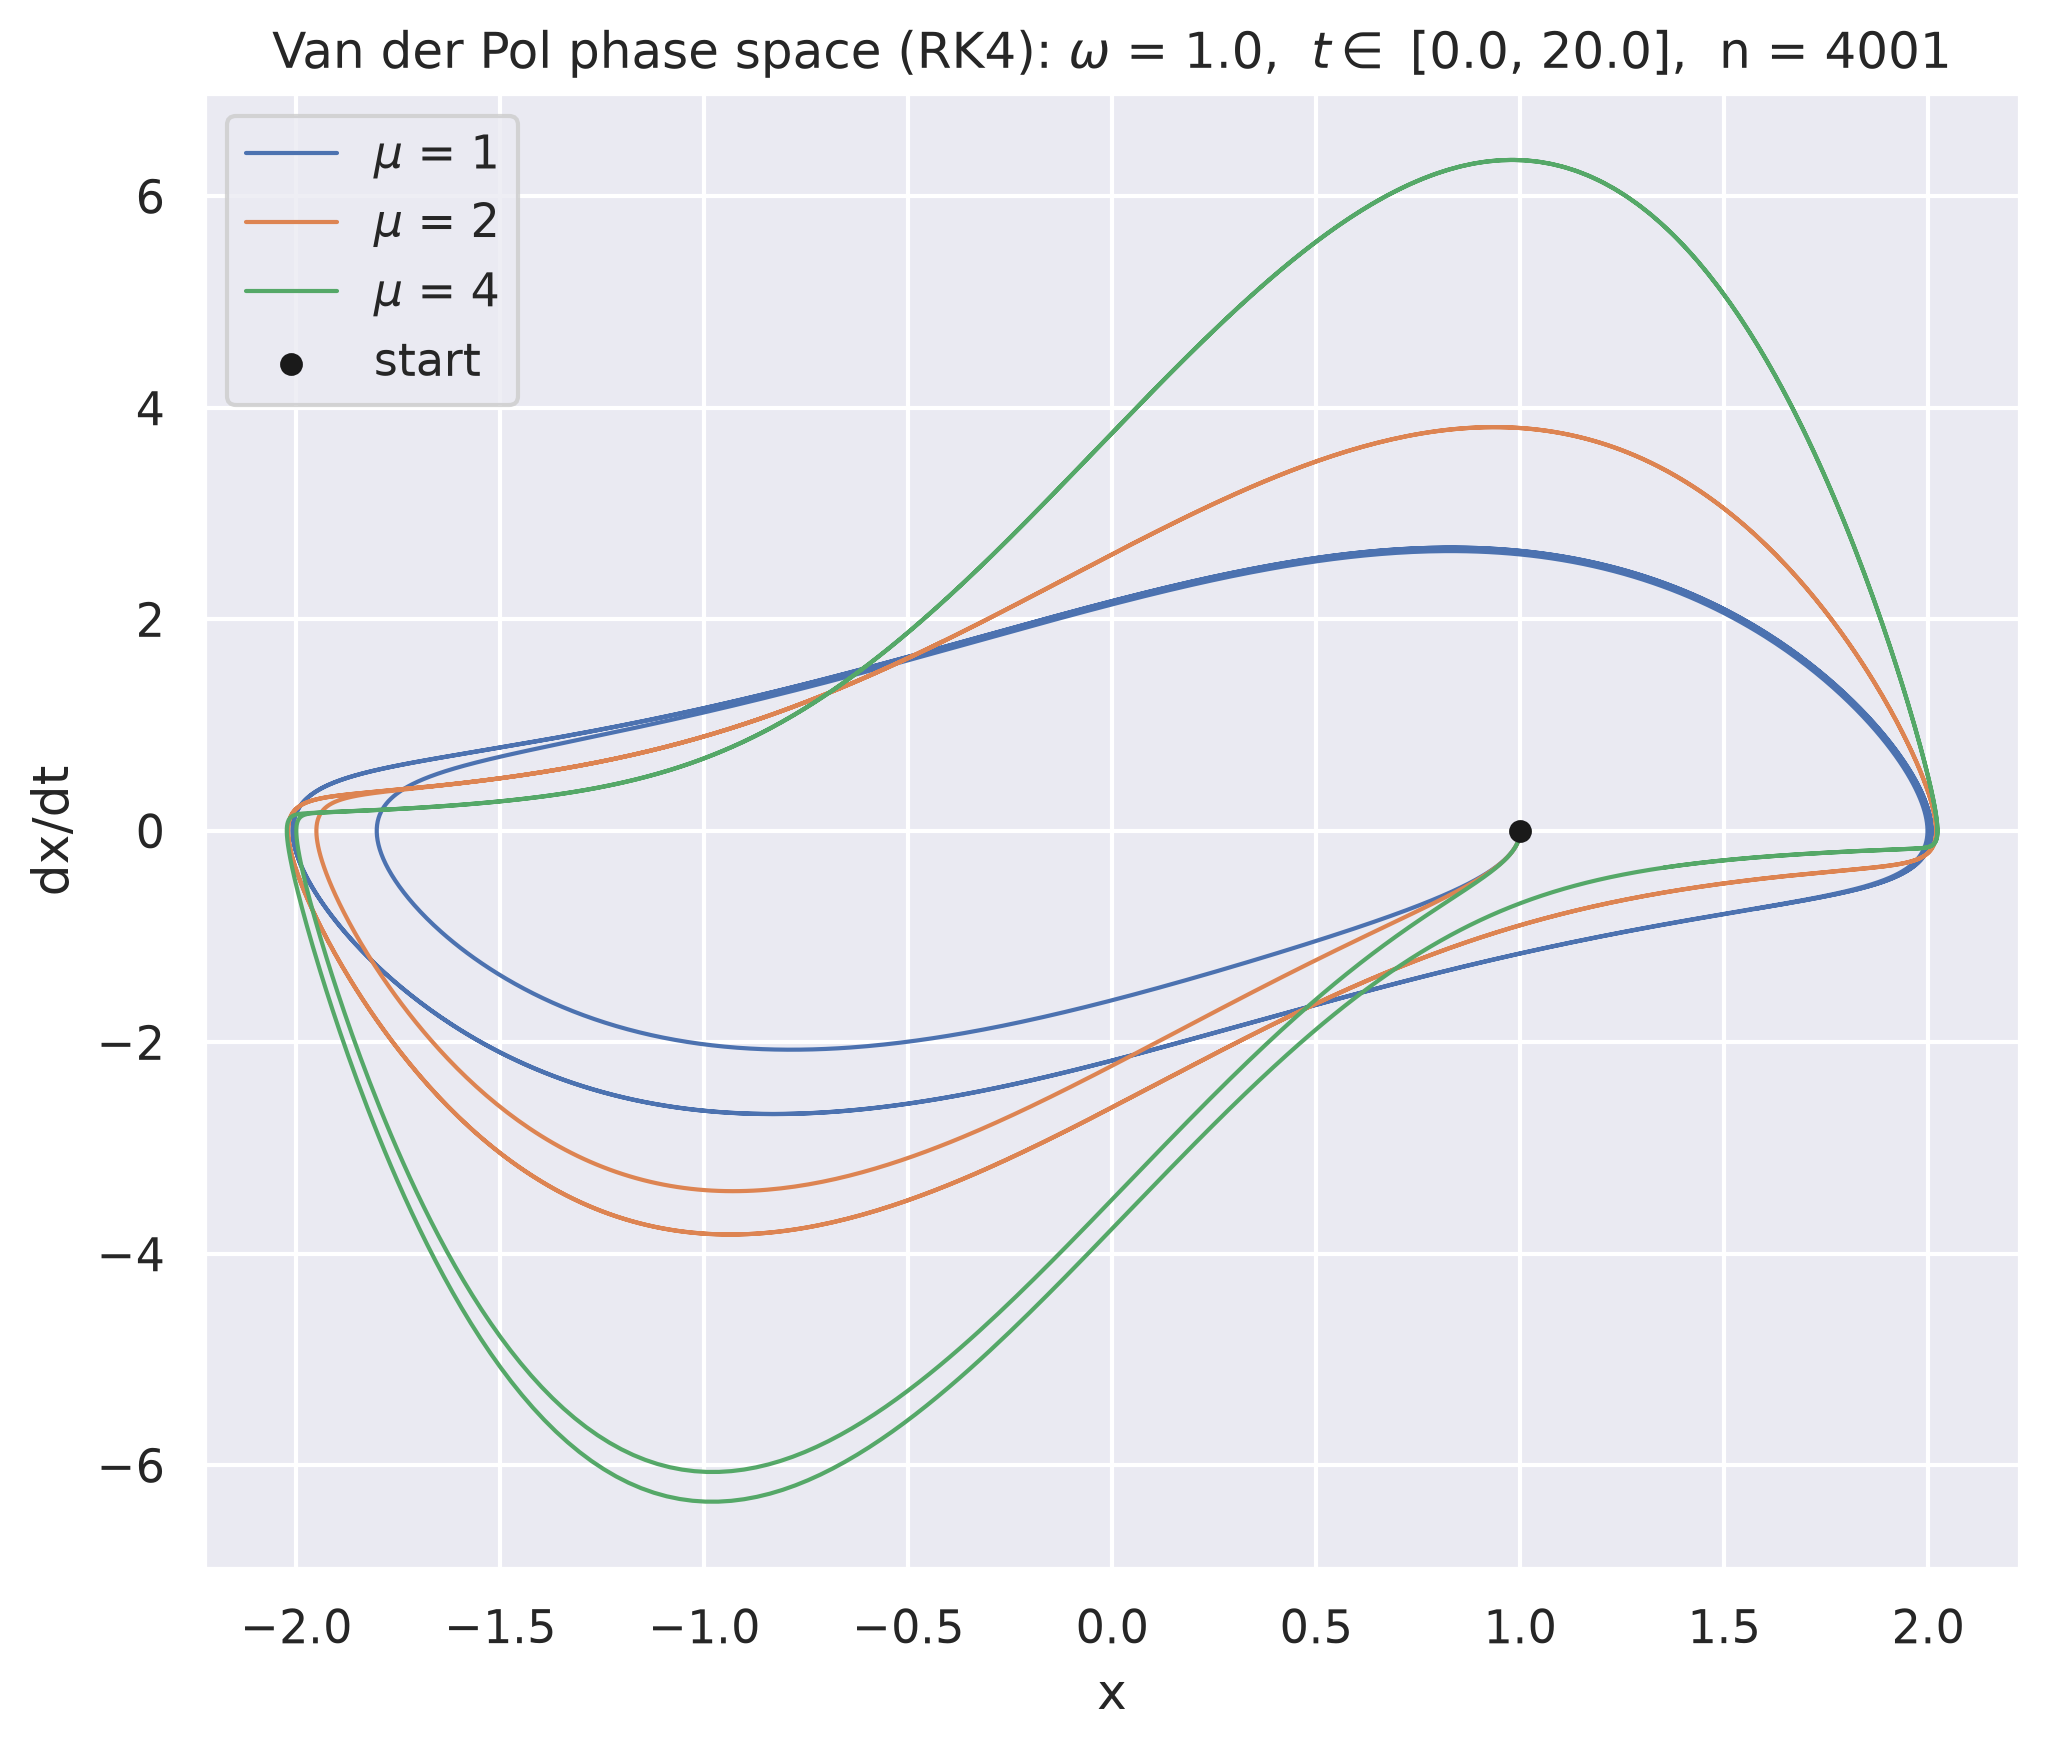 Van der Pol phase space (RK4): ω = 1.0, t ∈ [0.0, 20.0], n = 4001
μ = 1
μ = 2
μ = 4
start
6
4
2
0
−2
−4
−6
dx/dt
−2.0 −1.5 −1.0 −0.5 0.0 0.5 1.0 1.5 2.0
x